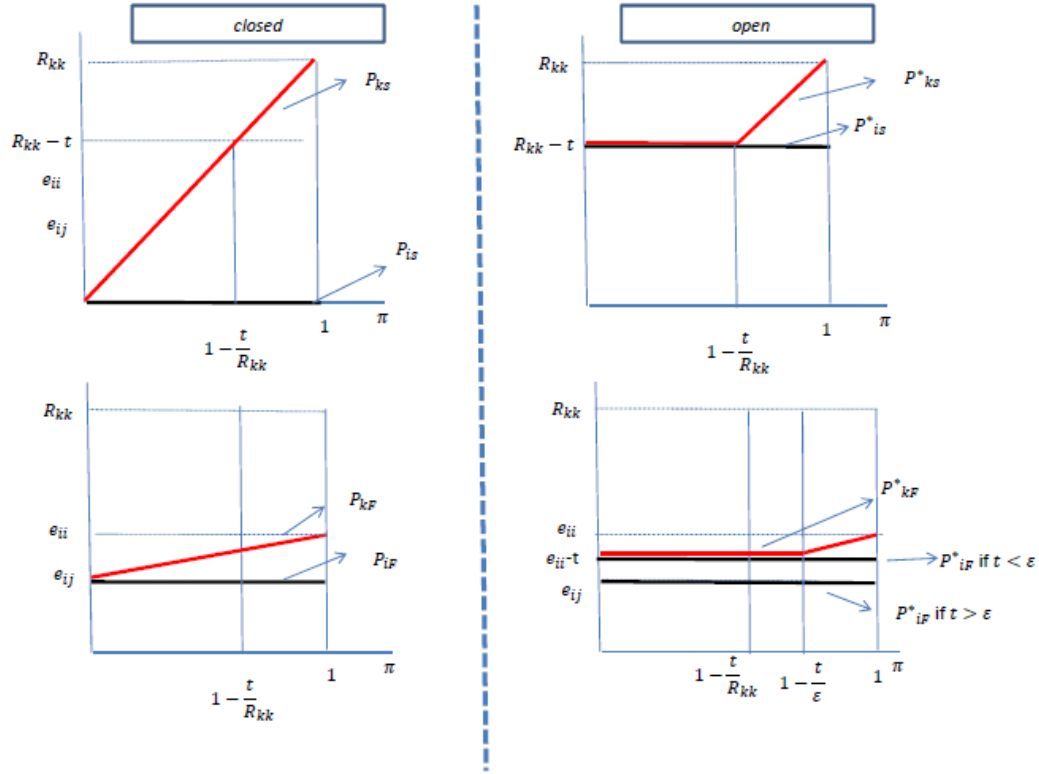 closed
R_kk
P_ks
R_kk − t
e_ii
e_ij
P_is
1
π
1 − t/R_kk
open
R_kk
P*_ks
P*_is
R_kk − t
1
π
1 − t/R_kk
R_kk
P_kF
e_ii
P_iF
e_ij
1
π
1 − t/R_kk
R_kk
P*_kF
e_ii
e_ii-t
P*_iF if t < ε
e_ij
P*_iF if t > ε
1 − t/R_kk
1 − t/ε
1
π